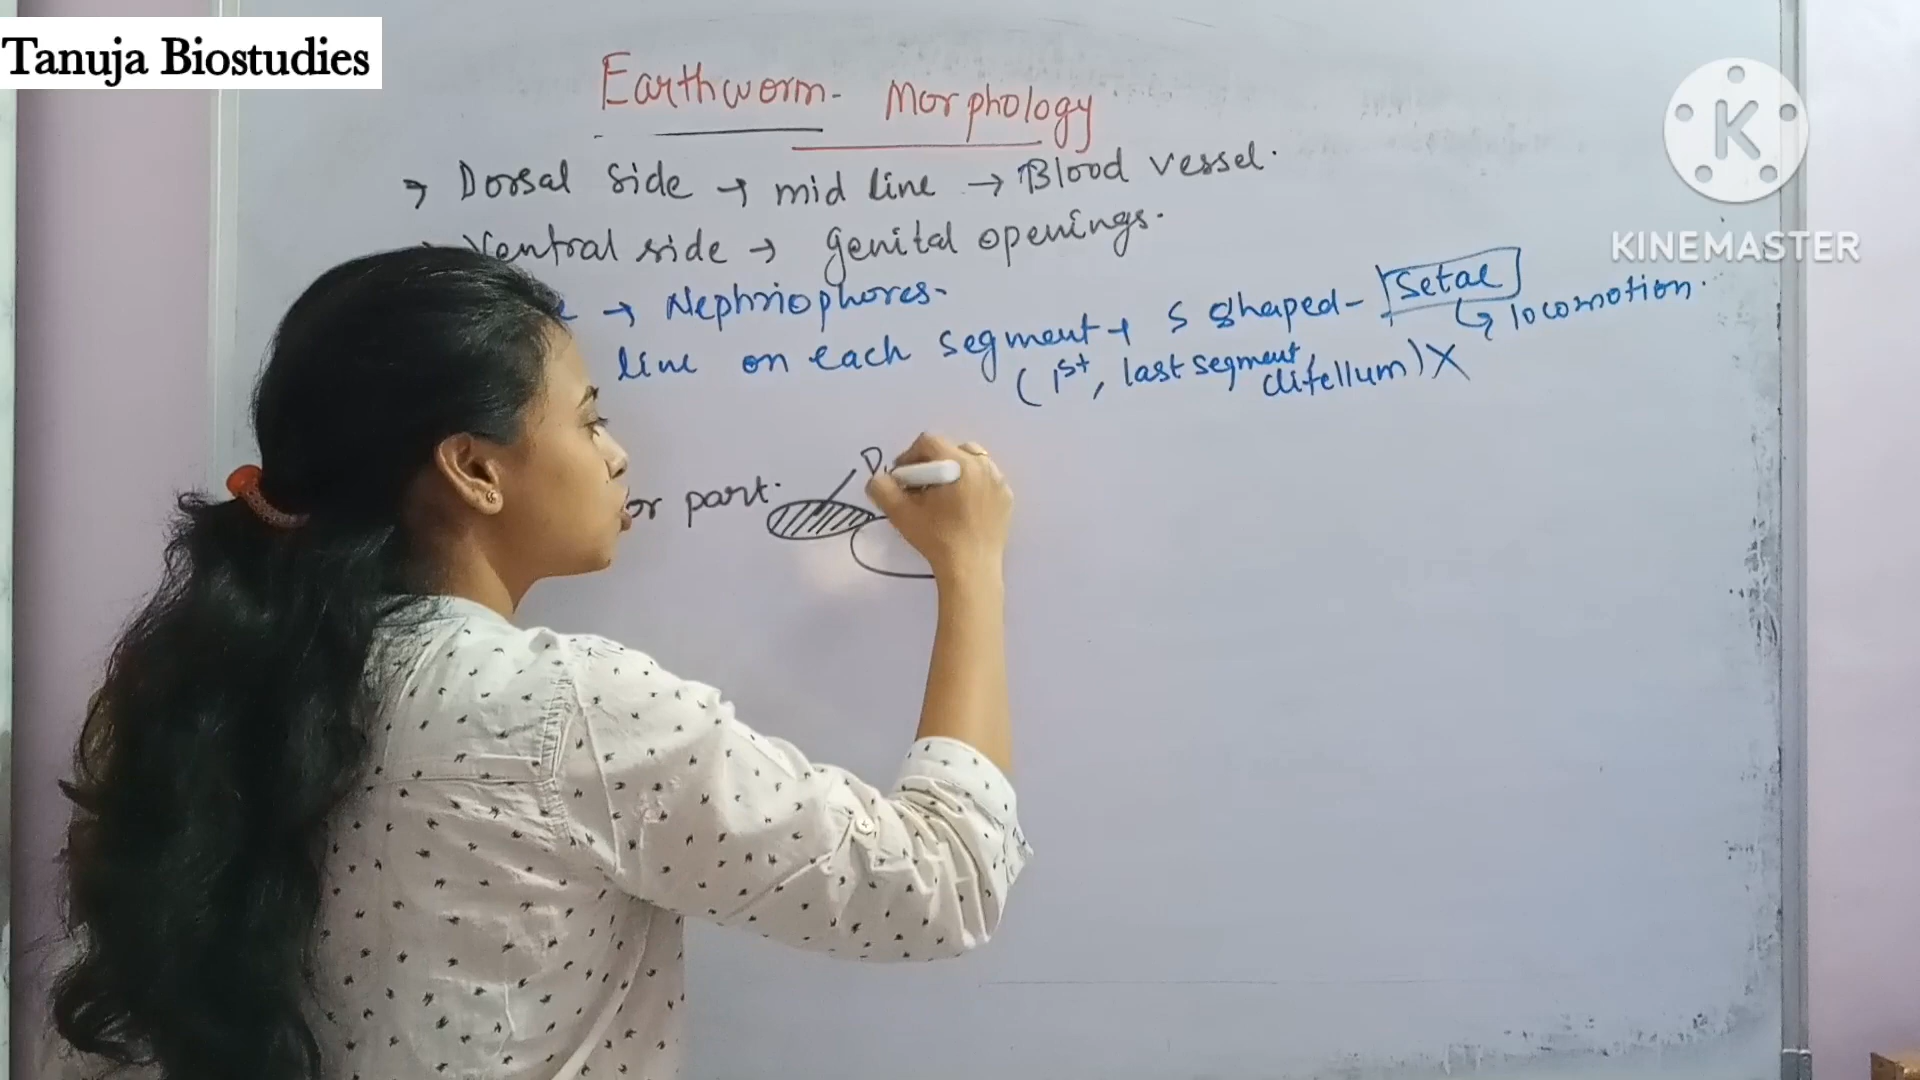 Tanuja Biostudies
Earthworm - Morphology
→ Dorsal side → mid line → Blood vessel.
Ventral side → genital openings.
→ Nephriophores -
line on each segment → S shaped - Setae
↳ locomotion.
(1st, last segment, clitellum) X
or part.